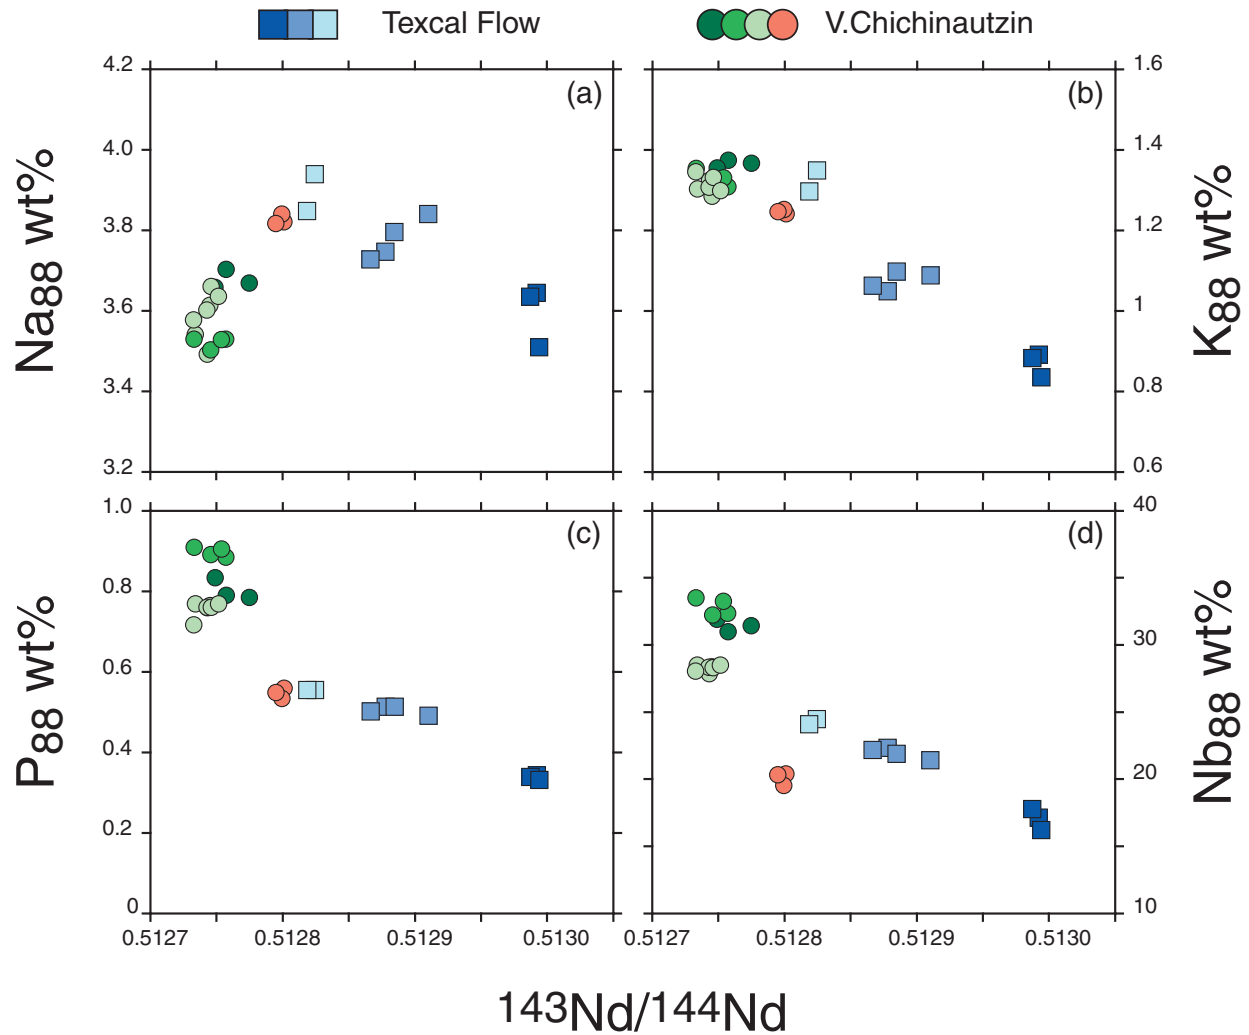 Texcal Flow
V.Chichinautzin
4.2
4.0
3.8
3.6
3.4
3.2
(a)
Na88 wt%
(b)
1.6
1.4
1.2
1
0.8
0.6
K88 wt%
1.0
0.8
0.6
0.4
0.2
0
(c)
P88 wt%
(d)
40
30
20
10
Nb88 wt%
0.5127
0.5128
0.5129
0.5130
0.5127
0.5128
0.5129
0.5130
143Nd/144Nd